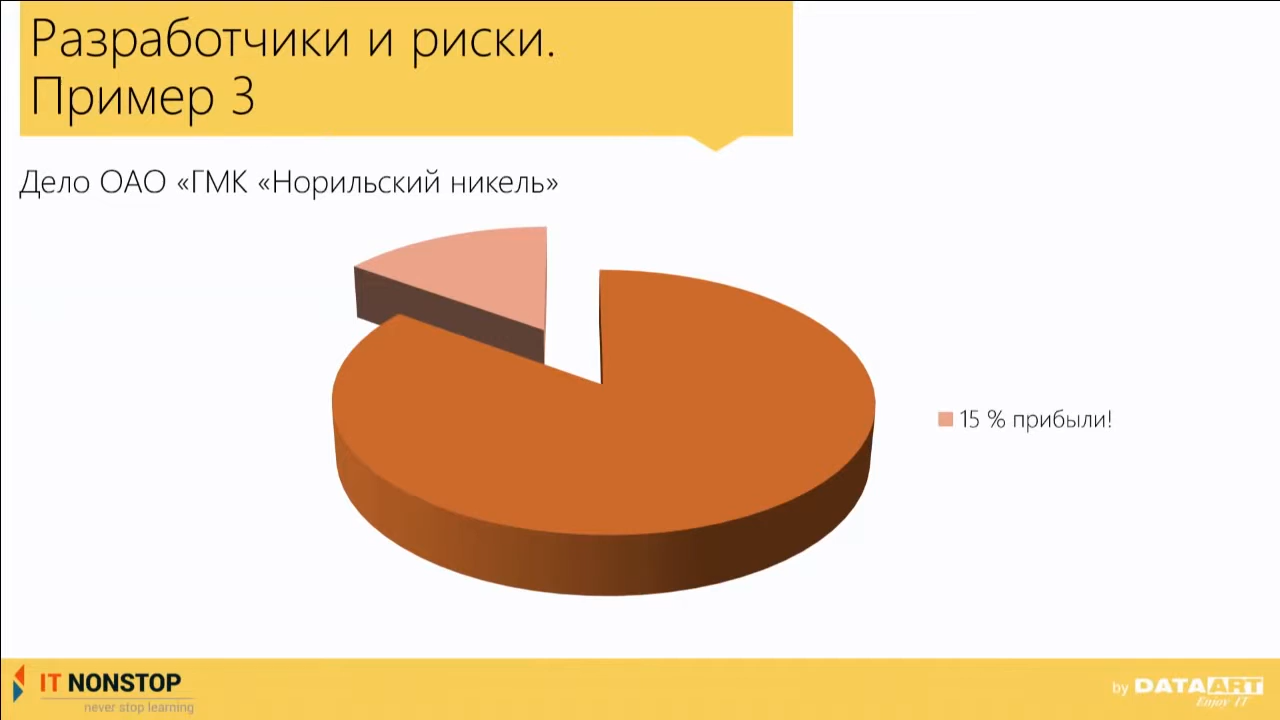 Разработчики и риски.
Пример 3
Дело ОАО «ГМК «Норильский никель»
15 % прибыли!
IT NONSTOP
never stop learning
by DATAART
Enjoy IT